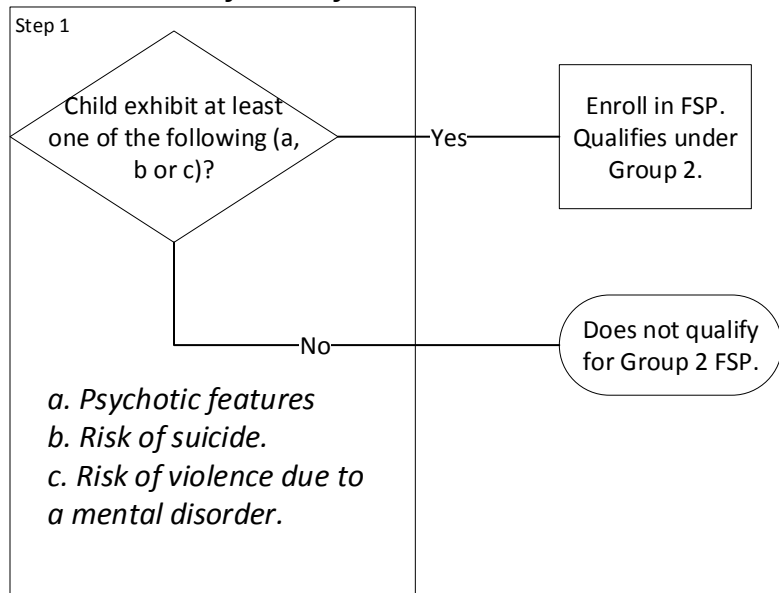 Step 1
Child exhibit at least
one of the following (a,
b or c)?
Yes
Enroll in FSP.
Qualifies under
Group 2.
No
Does not qualify
for Group 2 FSP.
a. Psychotic features
b. Risk of suicide.
c. Risk of violence due to
a mental disorder.